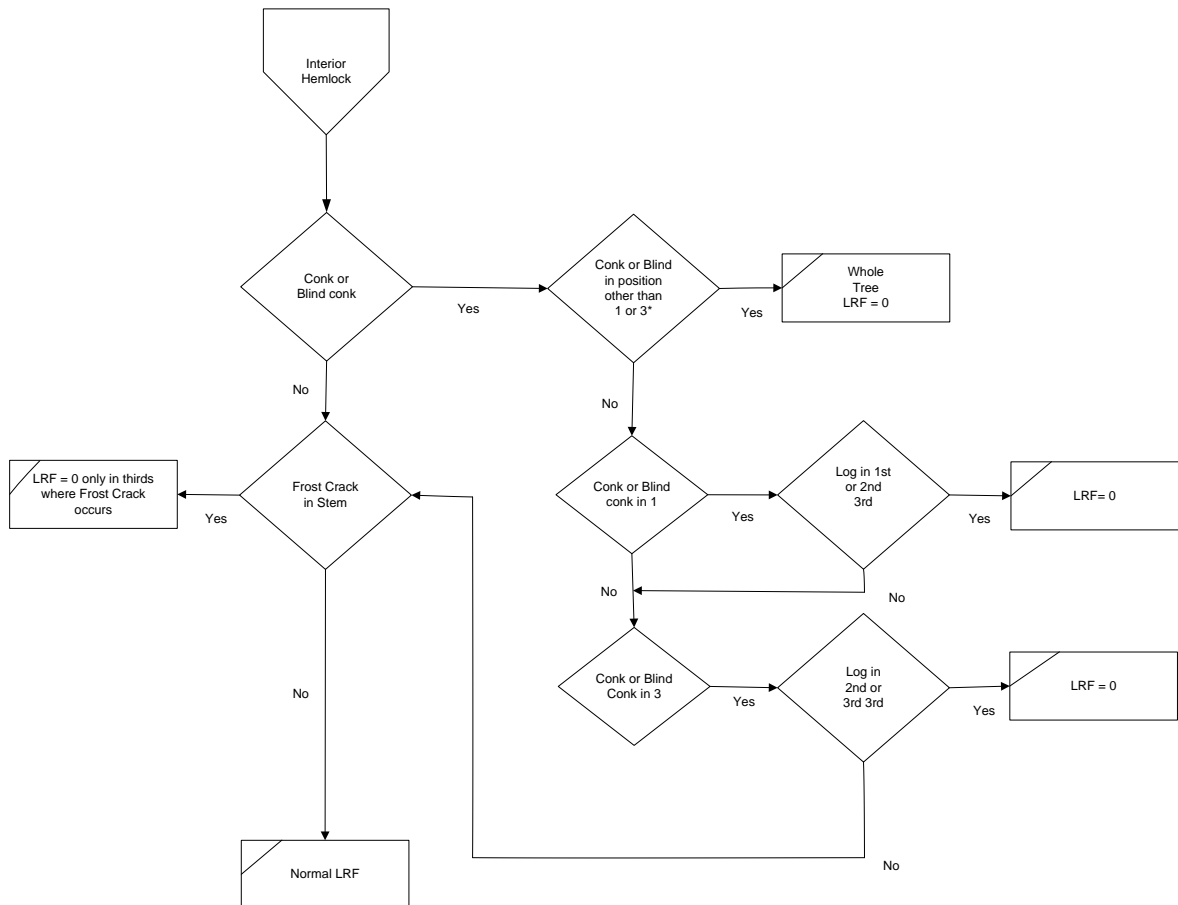 Interior
Hemlock
Conk or
Blind conk
Yes
Conk or Blind
in position
other than
1 or 3*
Yes
Whole
Tree
LRF = 0
No
No
LRF = 0 only in thirds
where Frost Crack
occurs
Yes
Frost Crack
in Stem
Conk or Blind
conk in 1
Yes
Log in 1st
or 2nd
3rd
Yes
LRF= 0
No
No
No
Conk or Blind
Conk in 3
Yes
Log in
2nd or
3rd 3rd
Yes
LRF = 0
No
Normal LRF